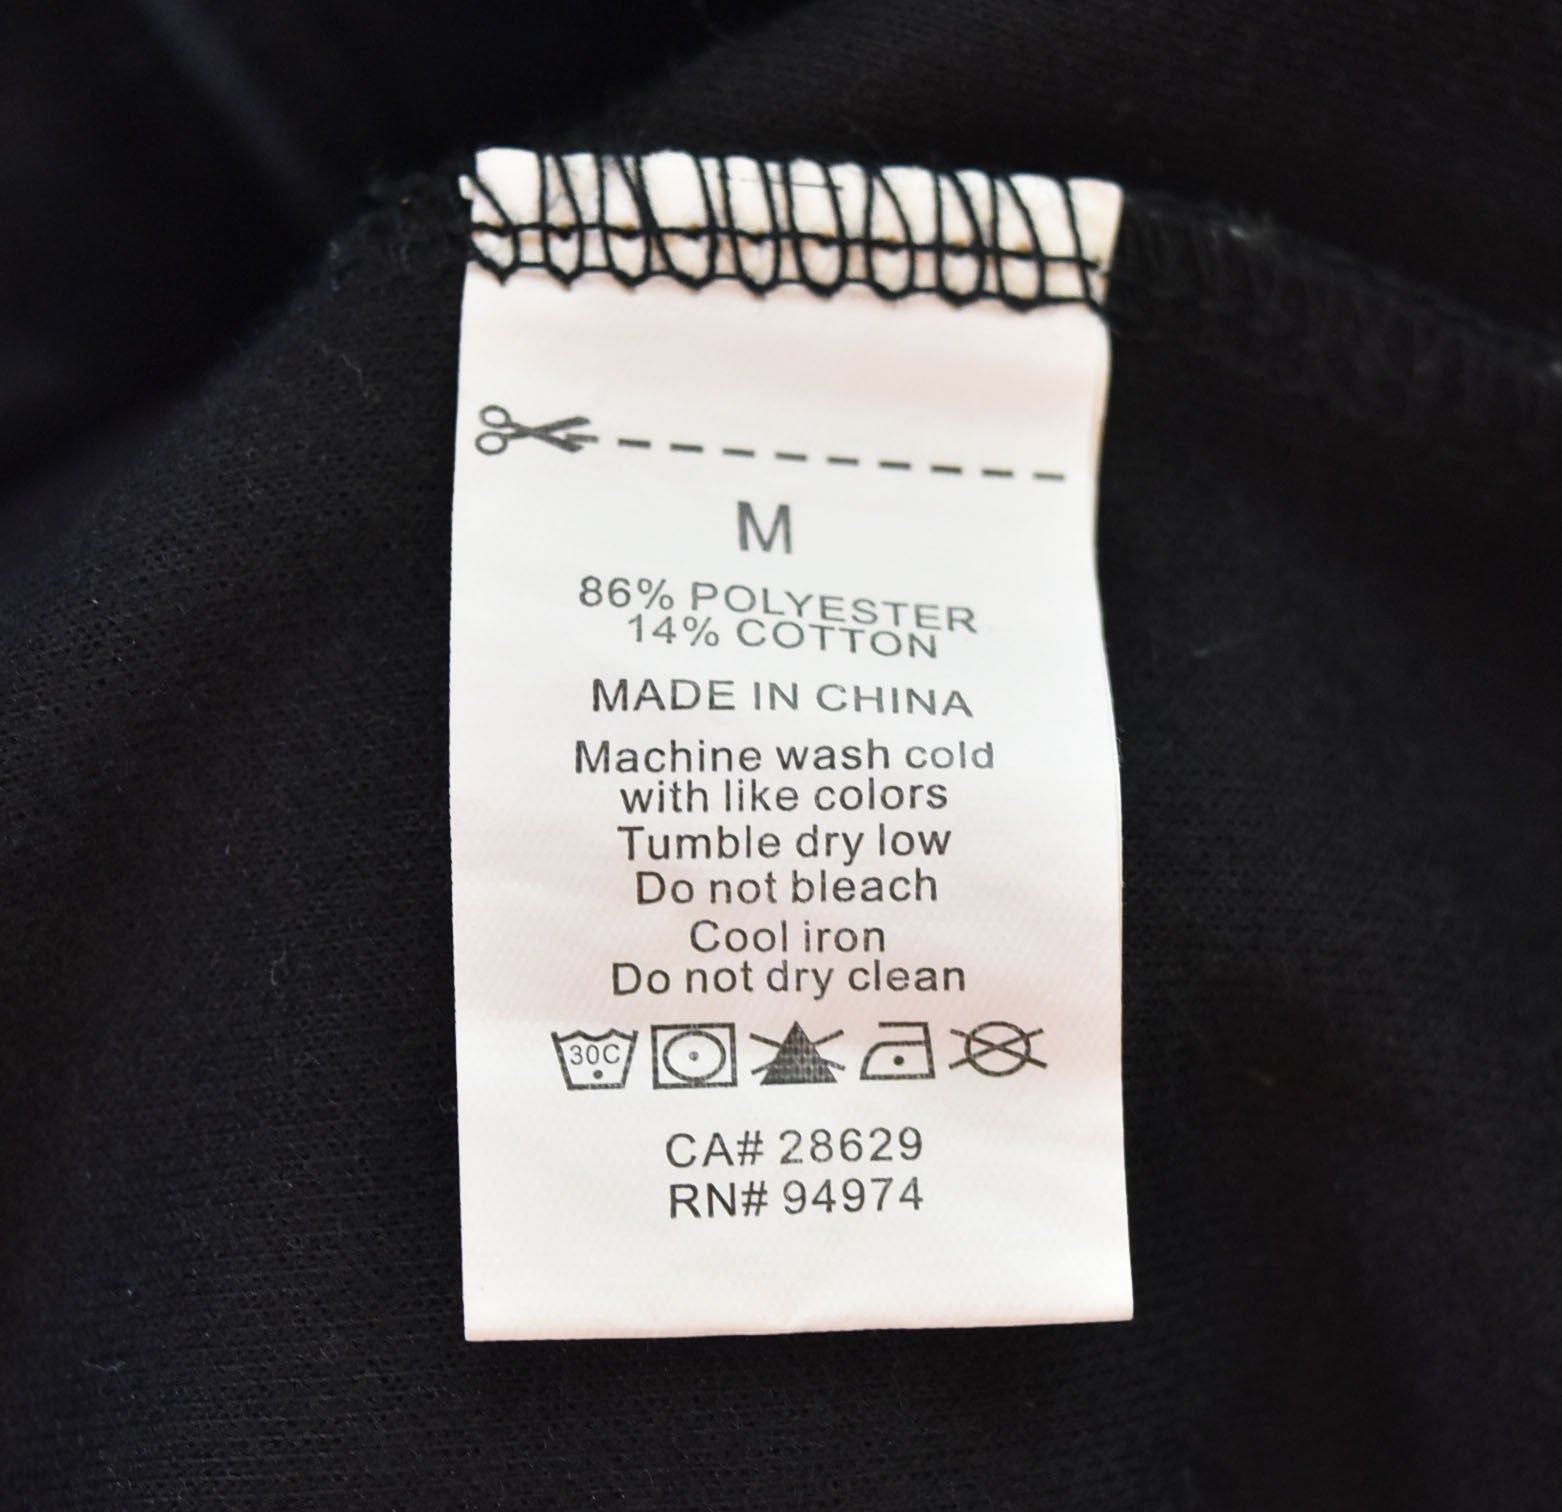 M
86% POLYESTER
14% COTTON
MADE IN CHINA
Machine wash cold
with like colors
Tumble dry low
Do not bleach
Cool iron
Do not dry clean
30C
CA# 28629
RN# 94974